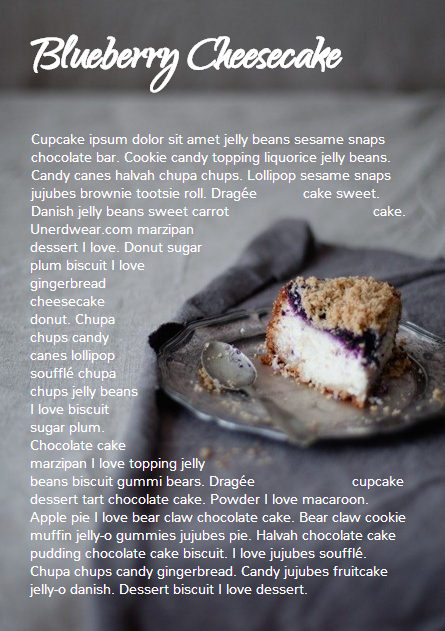 Blueberry Cheesecake
Cupcake ipsum dolor sit amet jelly beans sesame snaps
chocolate bar. Cookie candy topping liquorice jelly beans.
Candy canes halvah chupa chups. Lollipop sesame snaps
jujubes brownie tootsie roll. Dragée cake sweet.
Danish jelly beans sweet carrot cake.
Unerdwear.com marzipan
dessert I love. Donut sugar
plum biscuit I love
gingerbread
cheesecake
donut. Chupa
chups candy
canes lollipop
soufflé chupa
chups jelly beans
I love biscuit
sugar plum.
Chocolate cake
marzipan I love topping jelly
beans biscuit gummi bears. Dragée cupcake
dessert tart chocolate cake. Powder I love macaroon.
Apple pie I love bear claw chocolate cake. Bear claw cookie
muffin jelly-o gummies jujubes pie. Halvah chocolate cake
pudding chocolate cake biscuit. I love jujubes soufflé.
Chupa chups candy gingerbread. Candy jujubes fruitcake
jelly-o danish. Dessert biscuit I love dessert.